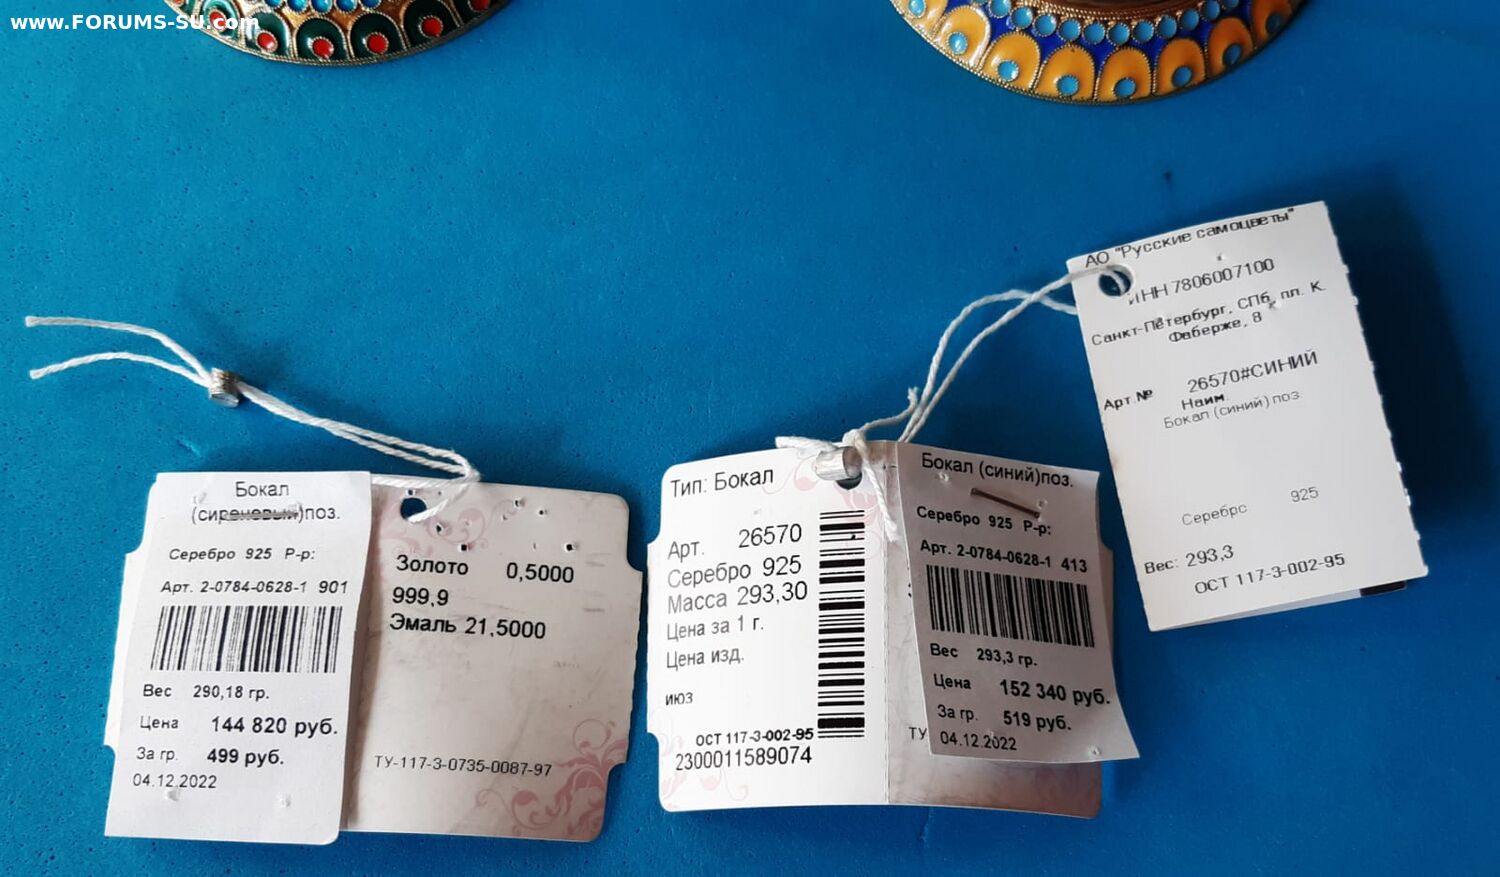 www.FORUMS-SU.com
Бокал
(сиреневый)поз.
Серебро 925 Р-р:
Арт. 2-0784-0628-1 901
Вес 290,18 гр.
Цена 144 820 руб.
За гр. 499 руб.
04.12.2022
Золото 0,5000
999,9
Эмаль 21,5000
ТУ-117-3-0735-0087-97
Тип: Бокал
Арт. 26570
Серебро 925
Масса 293,30
Цена за 1 г.
Цена изд.
июз
ОСТ 117-3-002-95
2300011589074
Бокал (синий)поз.
Серебро 925 Р-р:
Арт. 2-0784-0628-1 413
Вес 293,3 гр.
Цена 152 340 руб.
За гр. 519 руб.
04.12.2022
ТУ
АО "Русские самоцветы"
ИНН 7806007100
Санкт-Петербург, СПб, пл. К.
Фаберже, 8
Арт.№ 26570#СИНИЙ
Наим.
Бокал (синий) поз.
Серебро 925
Вес: 293,3
ОСТ 117-3-002-95